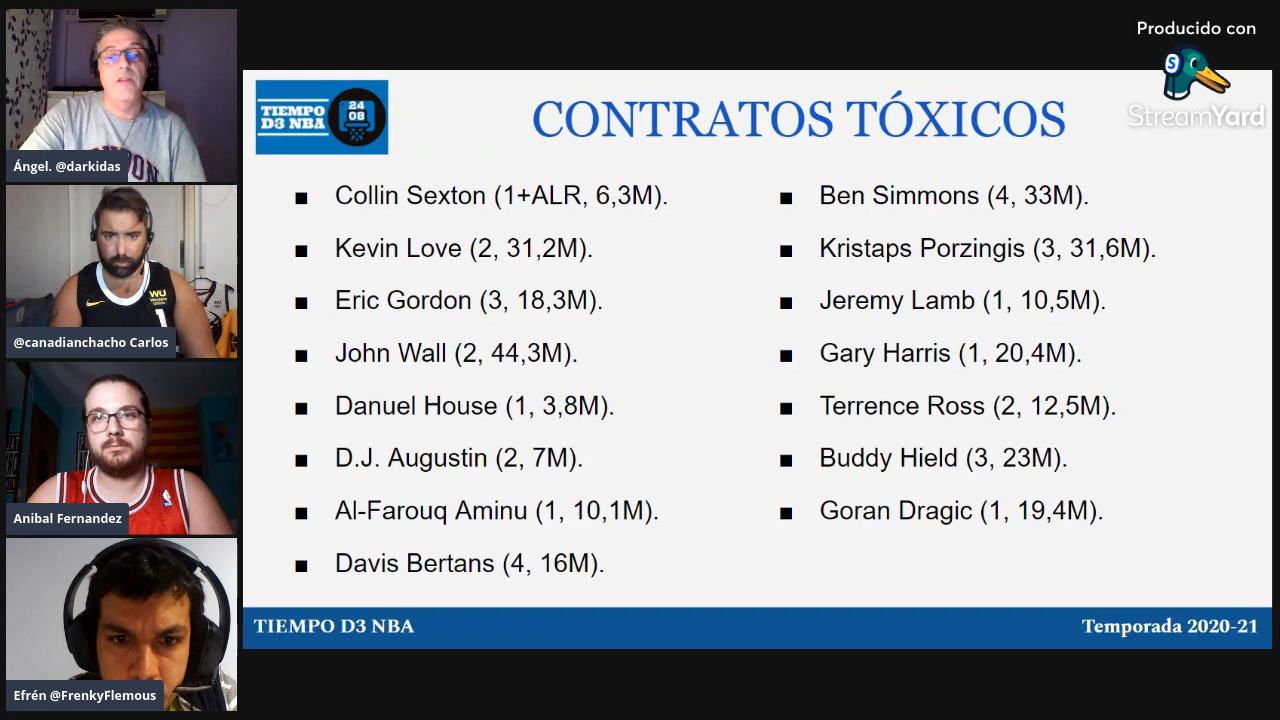 Producido con
StreamYard
TIEMPO
D3 NBA
24
08
CONTRATOS TÓXICOS
■ Collin Sexton (1+ALR, 6,3M).
■ Kevin Love (2, 31,2M).
■ Eric Gordon (3, 18,3M).
■ John Wall (2, 44,3M).
■ Danuel House (1, 3,8M).
■ D.J. Augustin (2, 7M).
■ Al-Farouq Aminu (1, 10,1M).
■ Davis Bertans (4, 16M).
■ Ben Simmons (4, 33M).
■ Kristaps Porzingis (3, 31,6M).
■ Jeremy Lamb (1, 10,5M).
■ Gary Harris (1, 20,4M).
■ Terrence Ross (2, 12,5M).
■ Buddy Hield (3, 23M).
■ Goran Dragic (1, 19,4M).
TIEMPO D3 NBA
Temporada 2020-21
Ángel. @darkidas
WU
1
@canadianchacho Carlos
Anibal Fernandez
Efrén @FrenkyFlemous